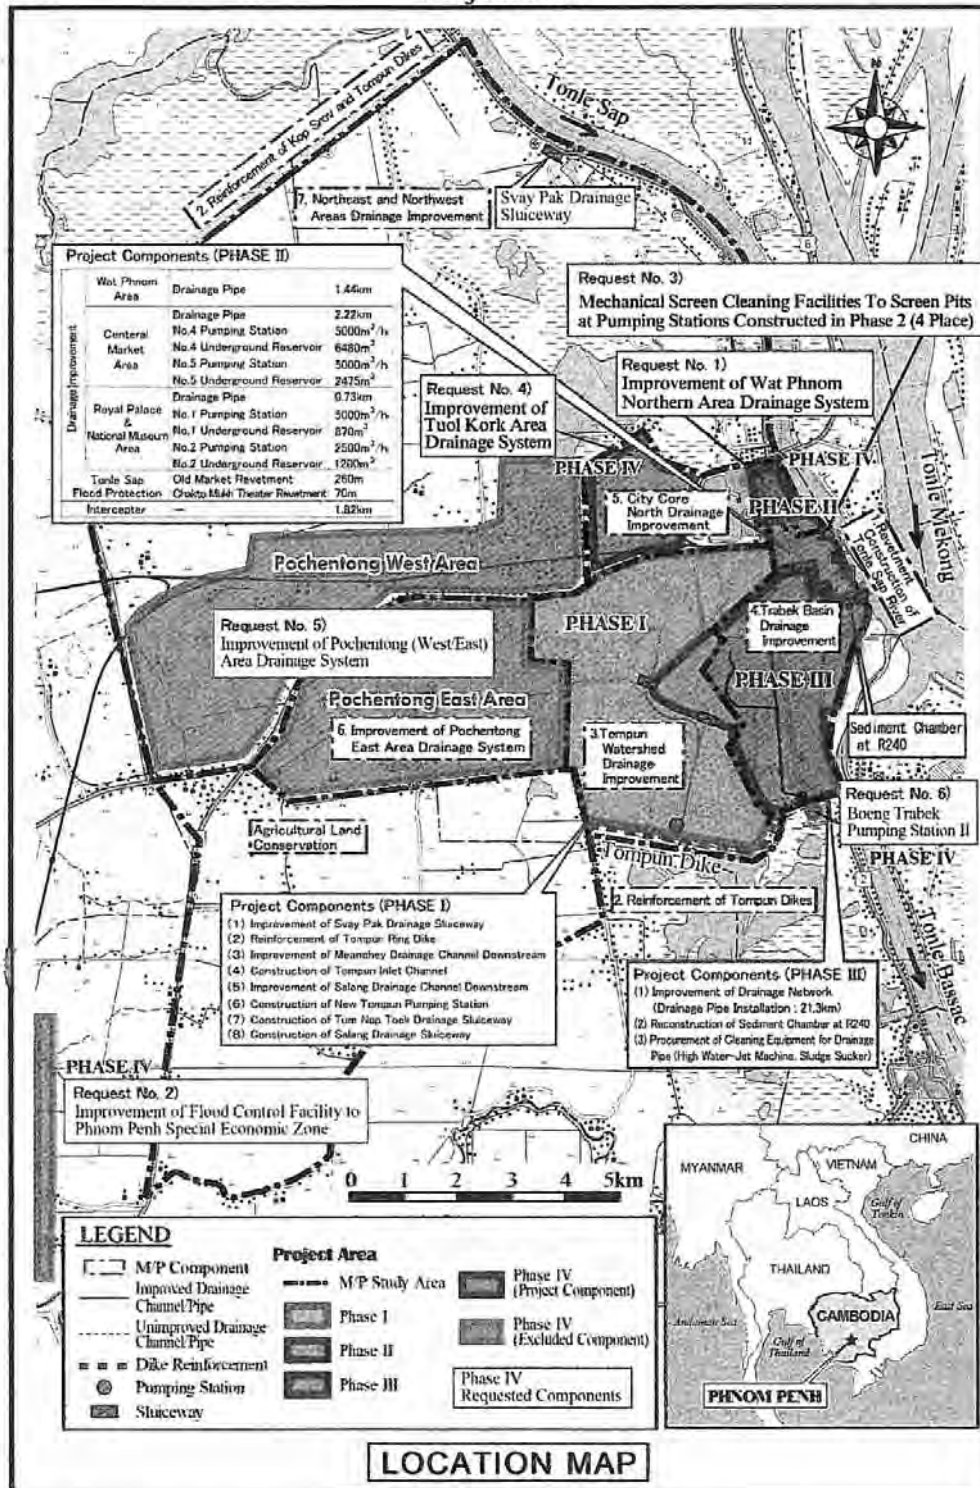 2. Reinforcement of Kop Srov and Tompun Dikes
Tonle Sap
N
7. Northeast and Northwest
Areas Drainage Improvement
Svay Pak Drainage
Sluiceway
6
Project Components (PHASE II)
Drainage Improvement
Wat Phnom
Area
Drainage Pipe 1.44km
Centeral
Market
Area
Drainage Pipe 2.22km
No.4 Pumping Station 5000m³/h
No.4 Underground Reservoir 6480m³
No.5 Pumping Station 5000m³/h
No.5 Underground Reservoir 2475m³
Royal Palace
&
National Museum
Area
Drainage Pipe 0.73km
No.1 Pumping Station 5000m³/h
No.1 Underground Reservoir 870m³
No.2 Pumping Station 2500m³/h
No.2 Underground Reservoir 1200m³
Tonle Sap
Flood Protection
Old Market Revetment 260m
Chakto Mukh Theater Revetment 70m
Intercepter — 1.82km
Request No. 3)
Mechanical Screen Cleaning Facilities To Screen Pits
at Pumping Stations Constructed in Phase 2 (4 Place)
Request No. 1)
Improvement of Wat Phnom
Northern Area Drainage System
Request No. 4)
Improvement of
Tuol Kork Area
Drainage System
PHASE IV
PHASE IV
5. City Core
North Drainage
Improvement
PHASE II
Tonle Mekong
1. Revetment
Construction of
Tonle Sap River
Pochentong West Area
PHASE I
4. Trabek Basin
Drainage
Improvement
Request No. 5)
Improvement of Pochentong (West/East)
Area Drainage System
PHASE III
Pochentong East Area
6. Improvement of Pochentong
East Area Drainage System
3. Tompun
Watershed
Drainage
Improvement
Sediment Chamber
at R240
Request No. 6)
Boeng Trabek
Pumping Station II
PHASE IV
Agricultural Land
Conservation
Tompun Dike
2. Reinforcement of Tompun Dikes
Tonle Bassac
Project Components (PHASE I)
(1) Improvement of Svay Pak Drainage Sluiceway
(2) Reinforcement of Tompun Ring Dike
(3) Improvement of Meanchey Drainage Channel Downstream
(4) Construction of Tompun Inlet Channel
(5) Improvement of Salang Drainage Channel Downstream
(6) Construction of New Tompun Pumping Station
(7) Construction of Tum Nop Toek Drainage Sluiceway
(8) Construction of Salang Drainage Sluiceway
Project Components (PHASE III)
(1) Improvement of Drainage Network
(Drainage Pipe Installation : 21.3km)
(2) Reconstruction of Sediment Chamber at R240
(3) Procurement of Cleaning Equipment for Drainage
Pipe (High Water-Jet Machine, Sludge Sucker)
PHASE IV
Request No. 2)
Improvement of Flood Control Facility to
Phnom Penh Special Economic Zone
0 1 2 3 4 5km
LEGEND
M/P Component
Improved Drainage
Channel/Pipe
Unimproved Drainage
Channel/Pipe
Dike Reinforcement
Pumping Station
Sluiceway
Project Area
M/P Study Area
Phase I
Phase II
Phase III
Phase IV
(Project Component)
Phase IV
(Excluded Component)
Phase IV
Requested Components
CHINA
MYANMAR
VIETNAM
LAOS
Gulf of
Tonkin
THAILAND
CAMBODIA
East Sea
Andaman Sea
Gulf of
Thailand
PHNOM PENH
LOCATION MAP